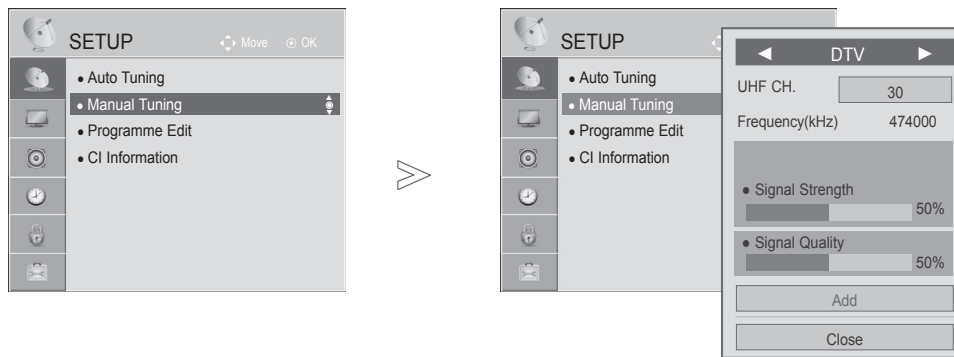 SETUP
Move OK
• Auto Tuning
• Manual Tuning
• Programme Edit
• CI Information
SETUP
• Auto Tuning
• Manual Tuning
• Programme Edit
• CI Information
◄ DTV ►
UHF CH. 30
Frequency(kHz) 474000
• Signal Strength
50%
• Signal Quality
50%
Add
Close